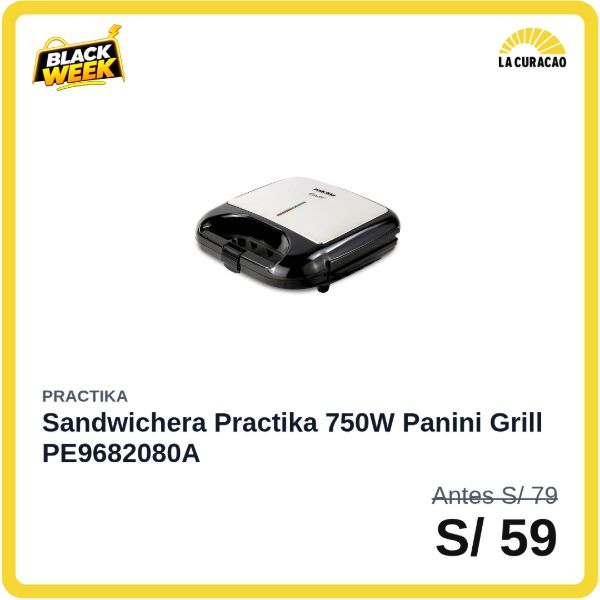 BLACK
WEEK
LA CURACAO
PRACTIKA
Sandwichera Practika 750W Panini Grill
PE9682080A
Antes S/ 79
S/ 59